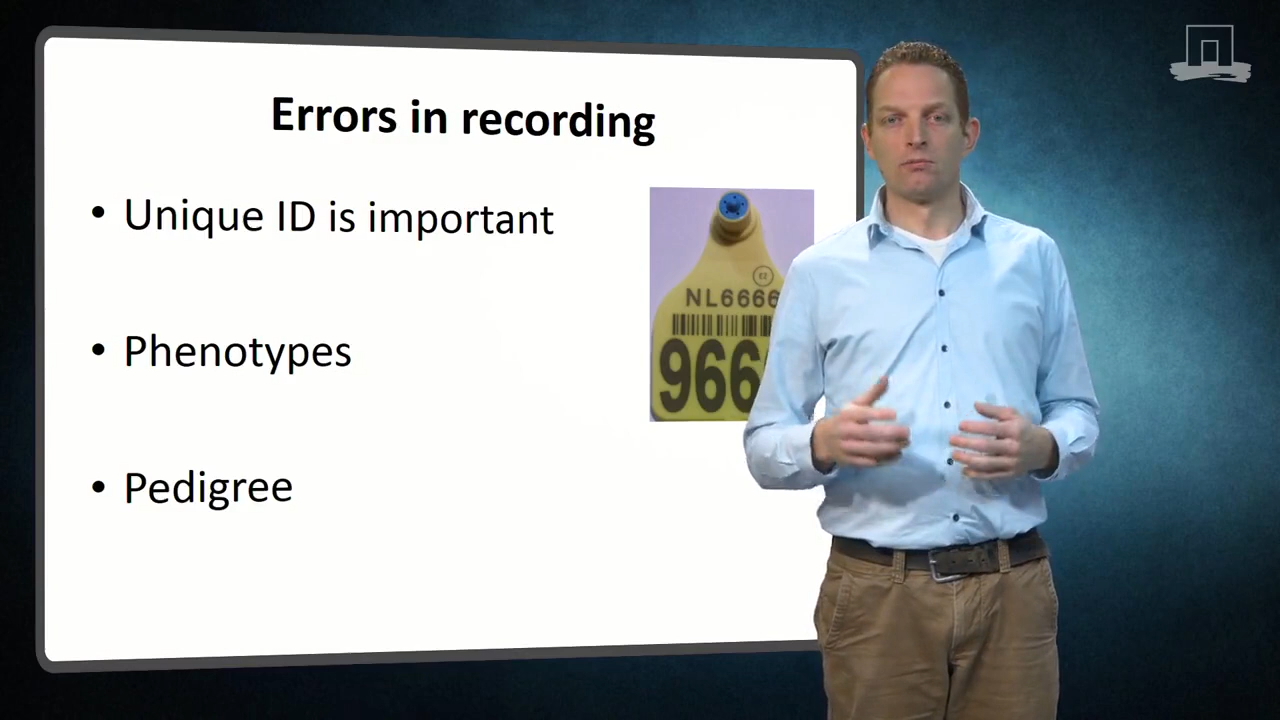 Errors in recording
• Unique ID is important
• Phenotypes
• Pedigree
NL6666
966